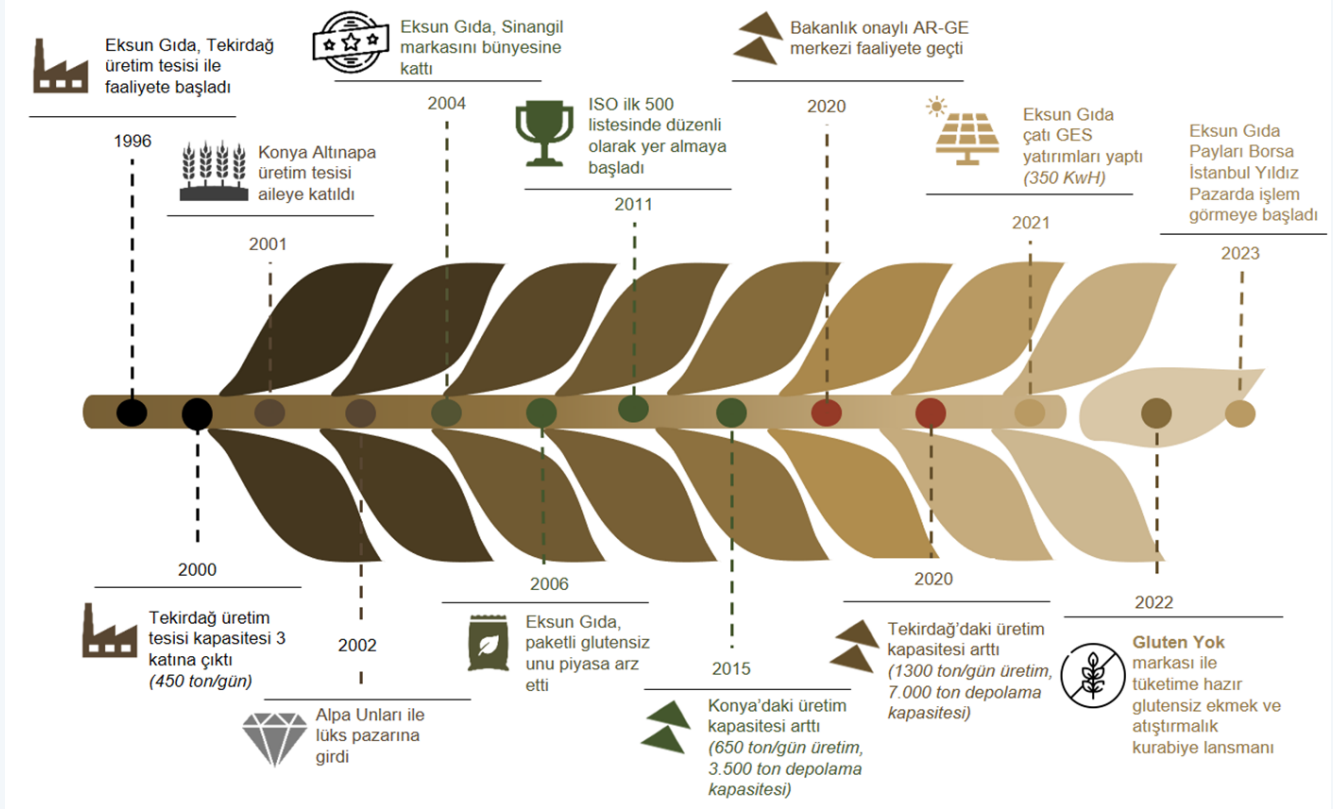 Eksun Gıda, Tekirdağ
üretim tesisi ile
faaliyete başladı
1996
Konya Altınapa
üretim tesisi
aileye katıldı
2001
Eksun Gıda, Sinangil
markasını bünyesine
kattı
2004
ISO ilk 500
listesinde düzenli
olarak yer almaya
başladı
2011
Bakanlık onaylı AR-GE
merkezi faaliyete geçti
2020
Eksun Gıda
çatı GES
yatırımları yaptı
(350 KwH)
2021
Eksun Gıda
Payları Borsa
İstanbul Yıldız
Pazarda işlem
görmeye başladı
2023
2000
Tekirdağ üretim
tesisi kapasitesi 3
katına çıktı
(450 ton/gün)
2002
Alpa Unları ile
lüks pazarına
girdi
2006
Eksun Gıda,
paketli glutensiz
unu piyasa arz
etti
2015
Konya’daki üretim
kapasitesi arttı
(650 ton/gün üretim,
3.500 ton depolama
kapasitesi)
2020
Tekirdağ’daki üretim
kapasitesi arttı
(1300 ton/gün üretim,
7.000 ton depolama
kapasitesi)
2022
Gluten Yok
markası ile
tüketime hazır
glutensiz ekmek ve
atıştırmalık
kurabiye lansmanı